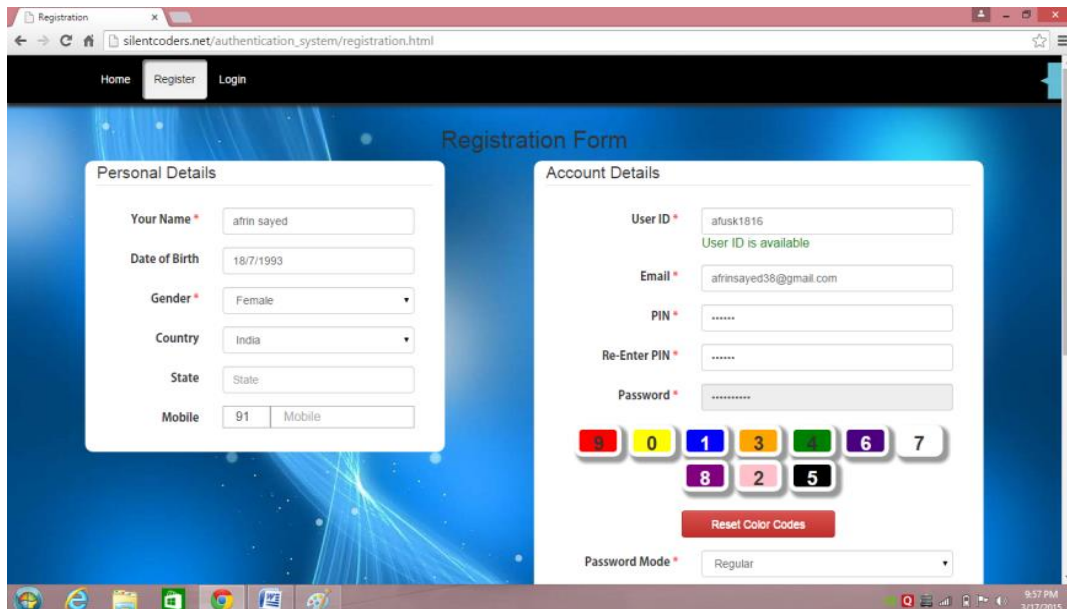 Registration
silentcoders.net/authentication_system/registration.html
Home Register Login
Registration Form
Personal Details
Your Name * afrin sayed
Date of Birth 18/7/1993
Gender * Female
Country India
State State
Mobile 91 Mobile
Account Details
User ID * afusk1816
User ID is available
Email * afrinsayed38@gmail.com
PIN * ••••••
Re-Enter PIN * ••••••
Password * ••••••••••
9 0 1 3 4 6 7
8 2 5
Reset Color Codes
Password Mode * Regular
9:57 PM
3/17/2015